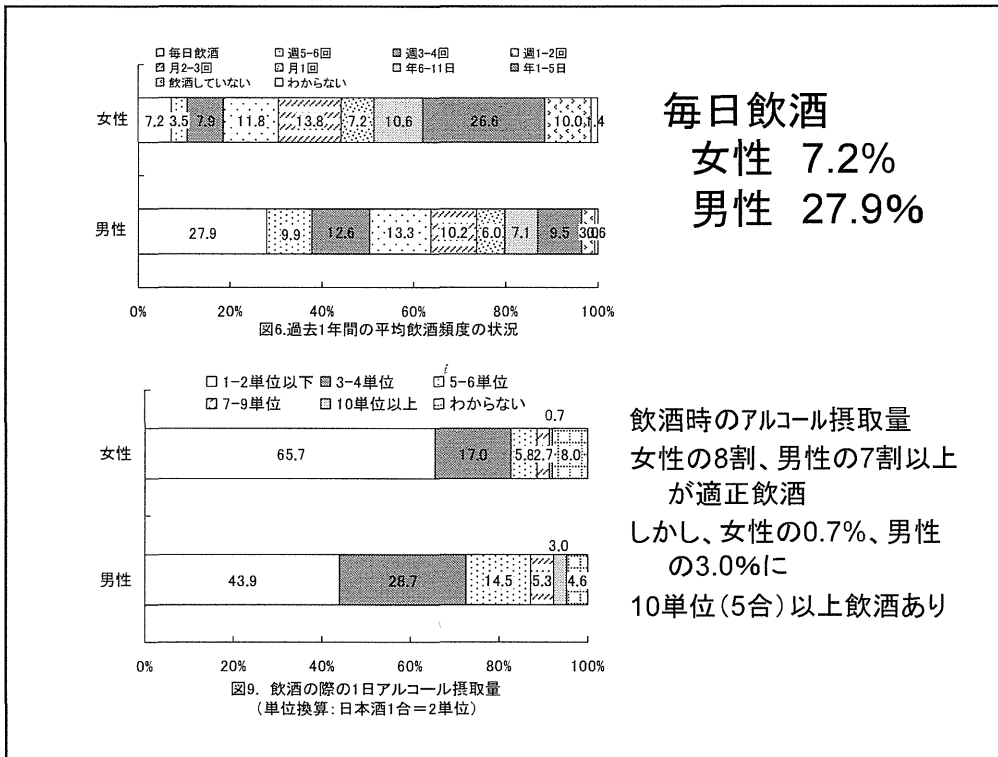 □ 毎日飲酒 □ 週5-6回 ■ 週3-4回 □ 週1-2回
□ 月2-3回 □ 月1回 □ 年6-11日 ■ 年1-5日
□ 飲酒していない □ わからない
女性 7.2 3.5 7.9 11.8 13.8 7.2 10.6 26.6 10.0 1.4
男性 27.9 9.9 12.6 13.3 10.2 6.0 7.1 9.5 3.0 0.6
0% 20% 40% 60% 80% 100%
図6.過去1年間の平均飲酒頻度の状況
毎日飲酒
女性 7.2%
男性 27.9%
□ 1-2単位以下 ■ 3-4単位 □ 5-6単位
□ 7-9単位 □ 10単位以上 □ わからない
0.7
女性 65.7 17.0 5.8 2.7 8.0
3.0
男性 43.9 28.7 14.5 5.3 4.6
0% 20% 40% 60% 80% 100%
図9. 飲酒の際の1日アルコール摂取量
(単位換算:日本酒1合=2単位)
飲酒時のアルコール摂取量
女性の8割、男性の7割以上
が適正飲酒
しかし、女性の0.7%、男性
の3.0%に
10単位(5合)以上飲酒あり